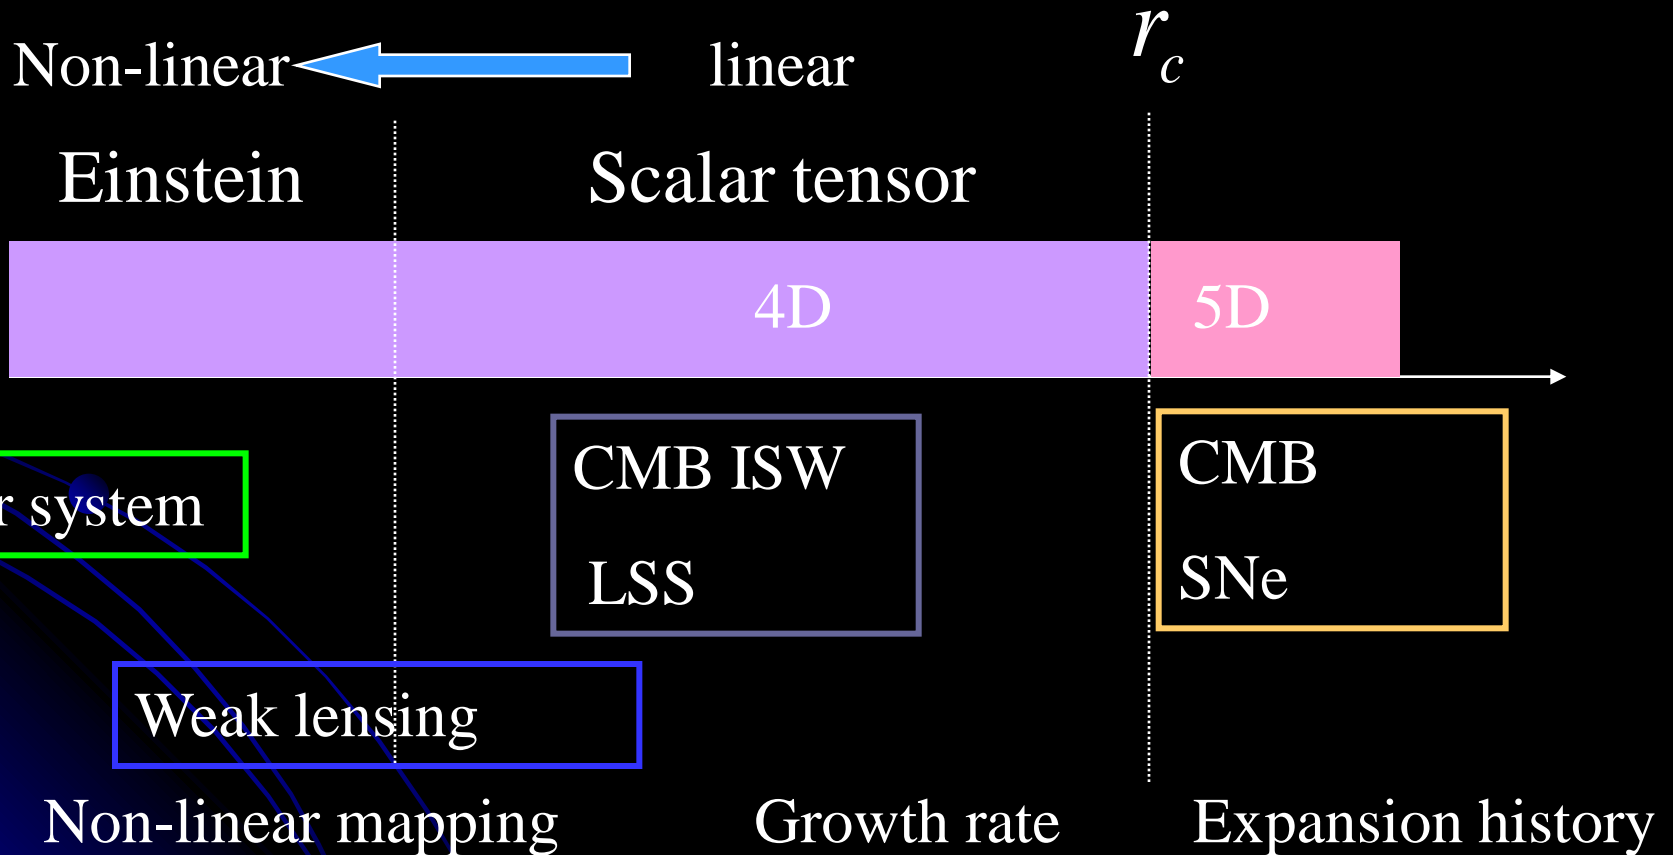 Non-linear linear r_c
Einstein Scalar tensor
4D 5D
CMB ISW
LSS
CMB
SNe
r system
Weak lensing
Non-linear mapping Growth rate Expansion history